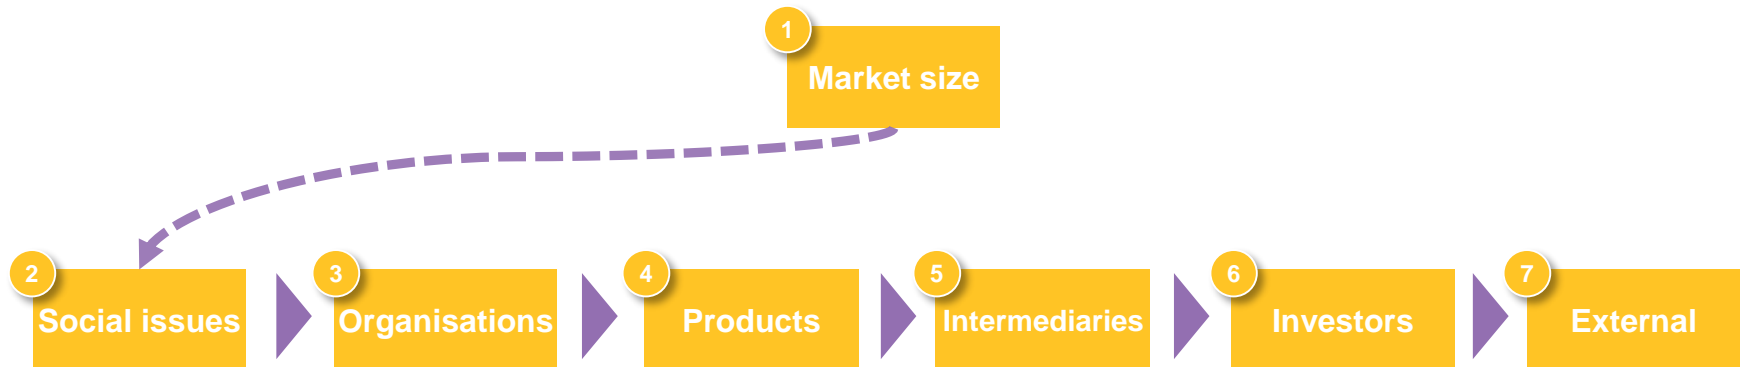 1
Market size
2
Social issues
3
Organisations
4
Products
5
Intermediaries
6
Investors
7
External